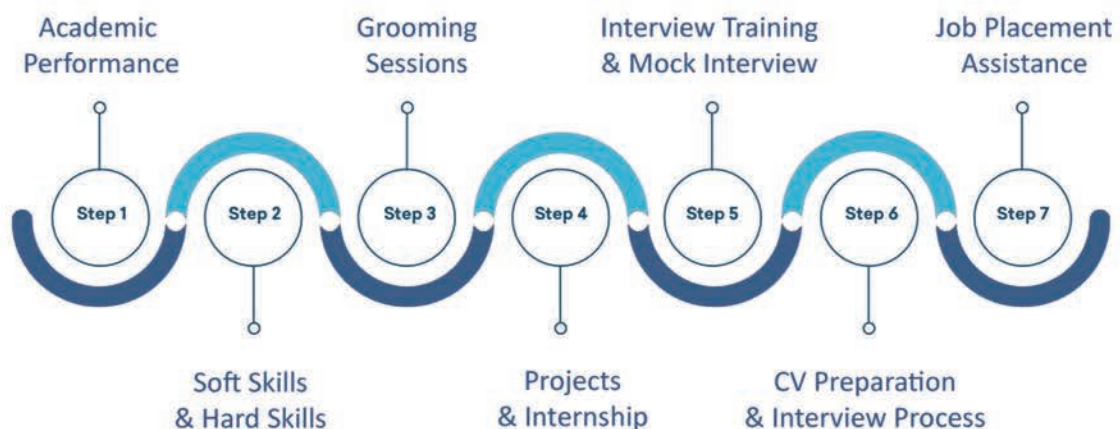 Academic
Performance
Grooming
Sessions
Interview Training
& Mock Interview
Job Placement
Assistance
Step 1
Step 2
Step 3
Step 4
Step 5
Step 6
Step 7
Soft Skills
& Hard Skills
Projects
& Internship
CV Preparation
& Interview Process